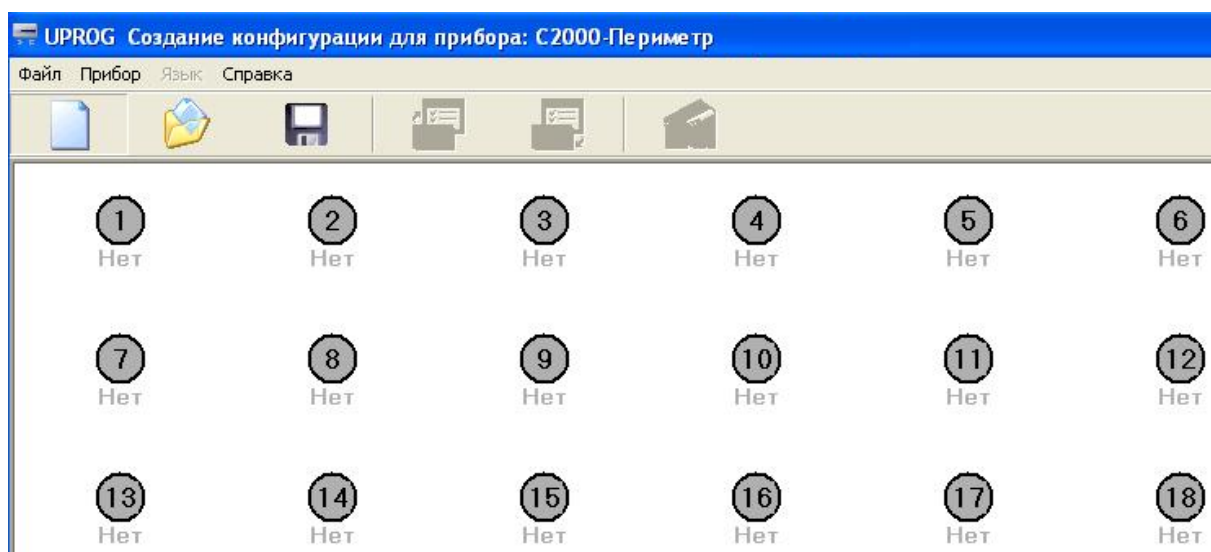 UPROG Создание конфигурации для прибора: С2000-Периметр
Файл Прибор Язык Справка
1 2 3 4 5 6
Нет Нет Нет Нет Нет Нет
7 8 9 10 11 12
Нет Нет Нет Нет Нет Нет
13 14 15 16 17 18
Нет Нет Нет Нет Нет Нет